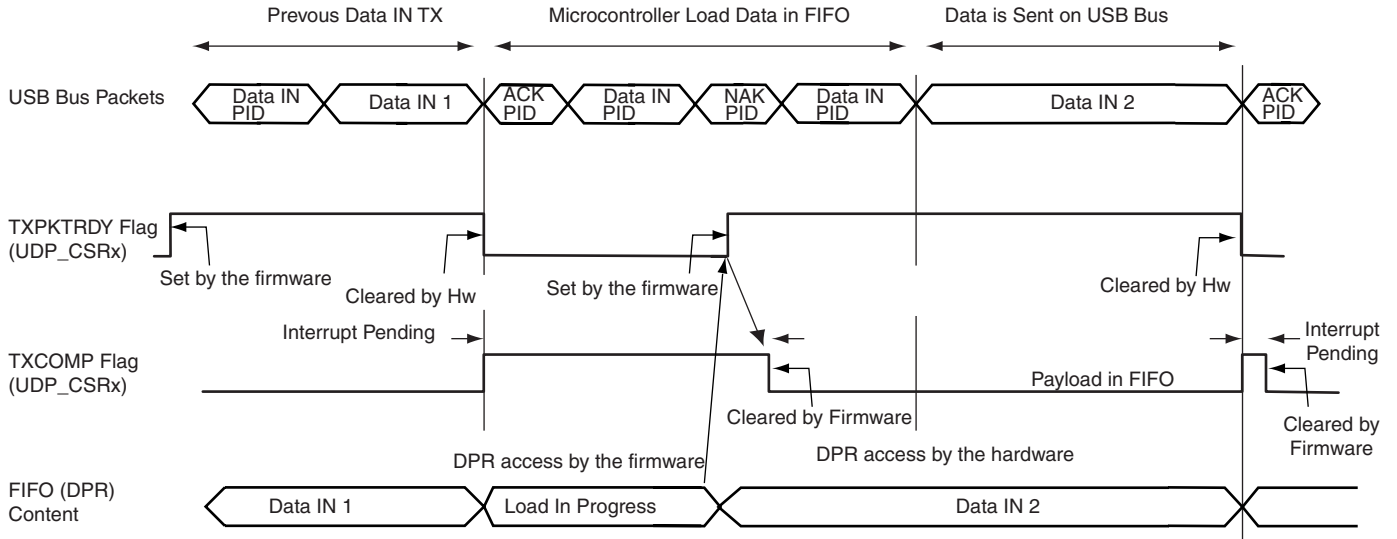 Prevous Data IN TX
Microcontroller Load Data in FIFO
Data is Sent on USB Bus
USB Bus Packets
Data IN
PID
Data IN 1
ACK
PID
Data IN
PID
NAK
PID
Data IN
PID
Data IN 2
ACK
PID
TXPKTRDY Flag
(UDP_CSRx)
Set by the firmware
Cleared by Hw
Set by the firmware
Cleared by Hw
Interrupt Pending
Interrupt
Pending
TXCOMP Flag
(UDP_CSRx)
Payload in FIFO
Cleared by Firmware
Cleared by
Firmware
DPR access by the firmware
DPR access by the hardware
FIFO (DPR)
Content
Data IN 1
Load In Progress
Data IN 2